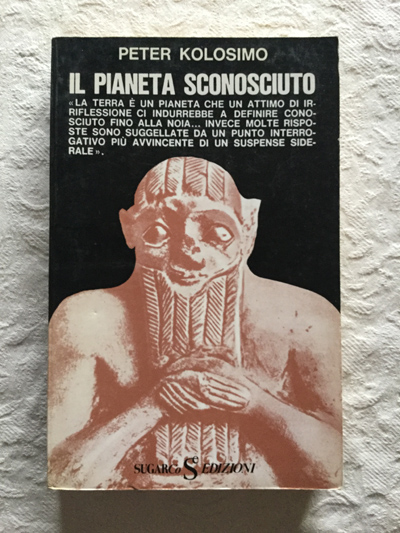 PETER KOLOSIMO
IL PIANETA SCONOSCIUTO
«LA TERRA È UN PIANETA CHE UN ATTIMO DI IR-
RIFLESSIONE CI INDURREBBE A DEFINIRE CONO-
SCIUTO FINO ALLA NOIA... INVECE MOLTE RISPO-
STE SONO SUGGELLATE DA UN PUNTO INTERRO-
GATIVO PIÙ AVVINCENTE DI UN SUSPENSE SIDE-
RALE».
SUGARCo Sc EDIZIONI